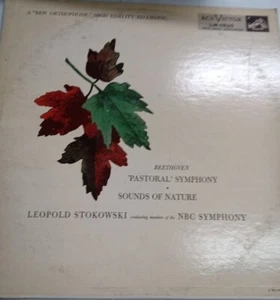 A "NEW ORTHOPHONIC" HIGH FIDELITY RECORDING
RCA VICTOR
BEETHOVEN
"PASTORAL" SYMPHONY
•
SOUNDS OF NATURE
LEOPOLD STOKOWSKI conducting members of the NBC SYMPHONY